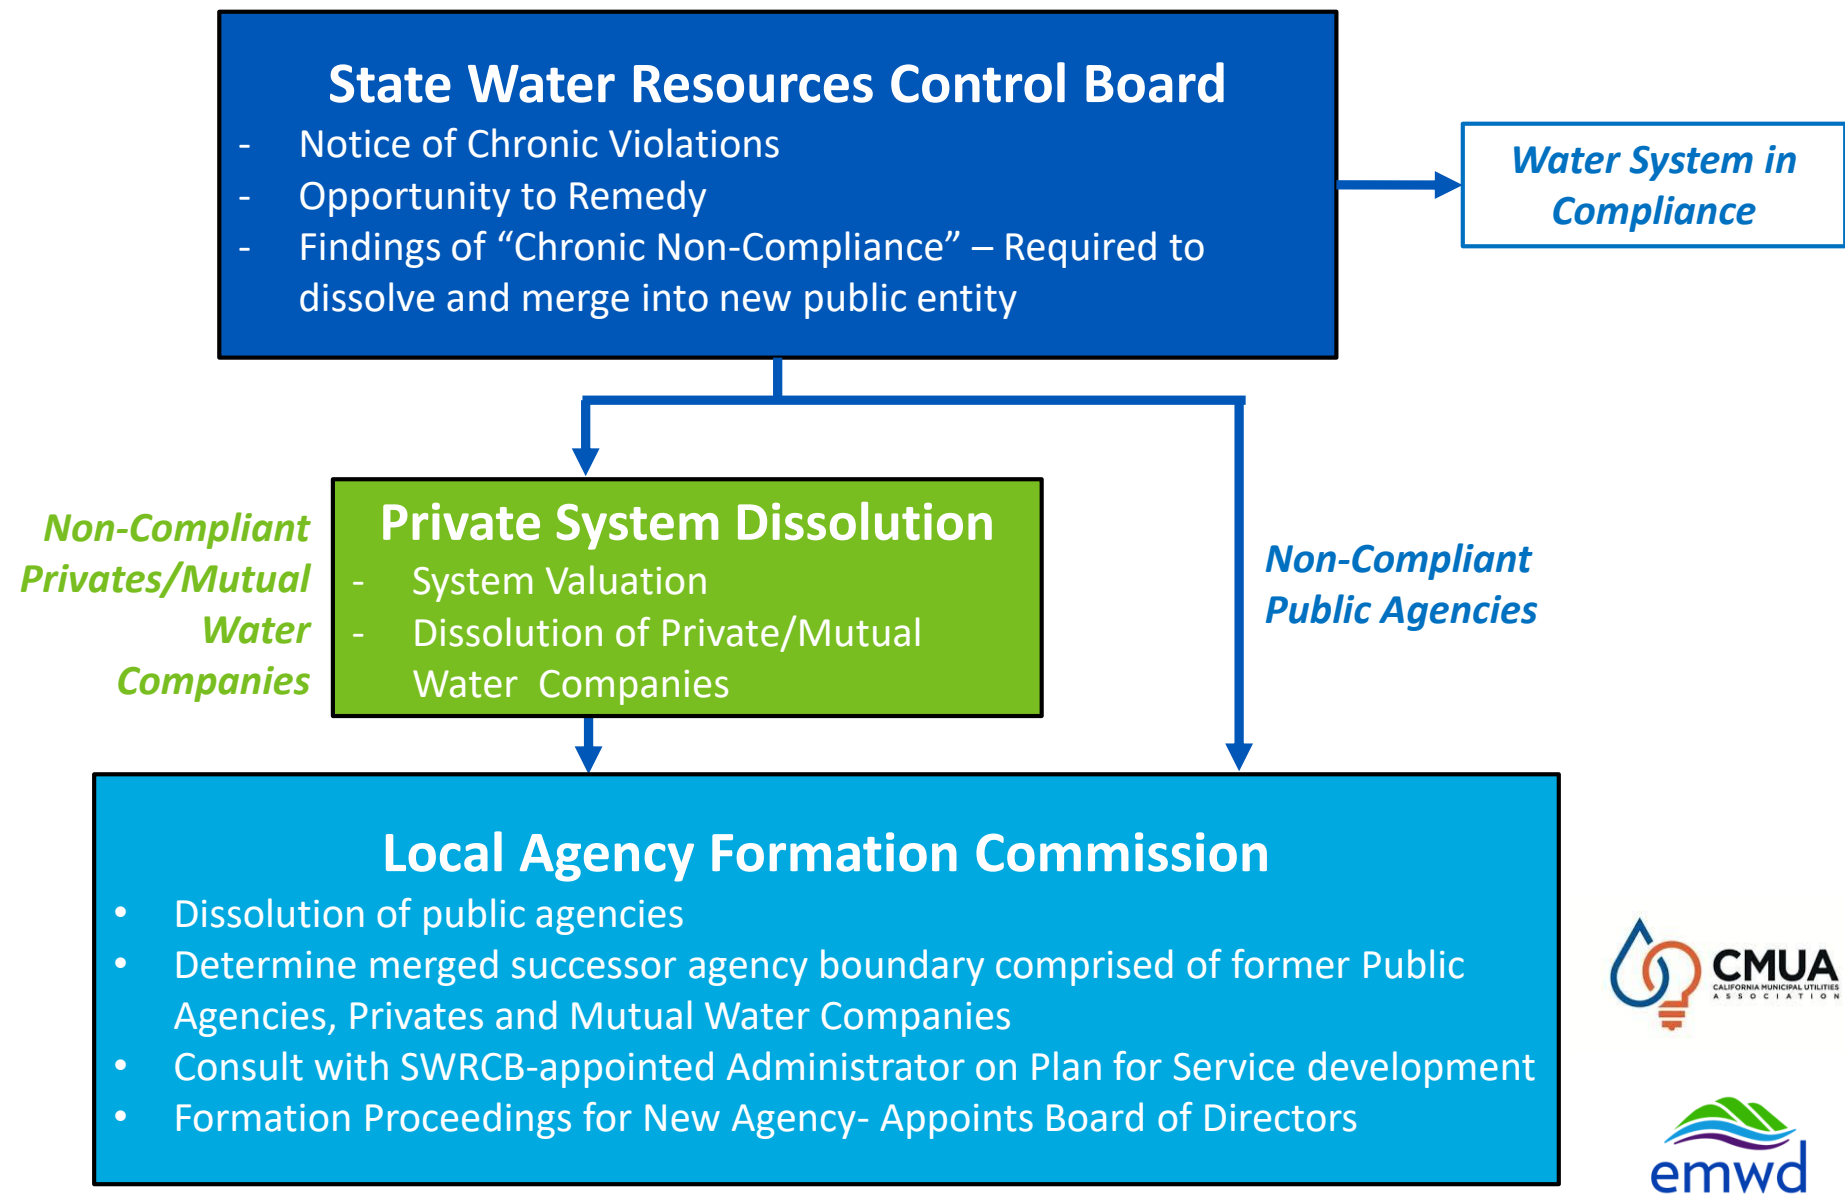 State Water Resources Control Board
- Notice of Chronic Violations
- Opportunity to Remedy
- Findings of “Chronic Non-Compliance” – Required to
dissolve and merge into new public entity
Water System in
Compliance
Non-Compliant
Privates/Mutual
Water
Companies
Private System Dissolution
- System Valuation
- Dissolution of Private/Mutual
Water Companies
Non-Compliant
Public Agencies
Local Agency Formation Commission
• Dissolution of public agencies
• Determine merged successor agency boundary comprised of former Public
Agencies, Privates and Mutual Water Companies
• Consult with SWRCB-appointed Administrator on Plan for Service development
• Formation Proceedings for New Agency- Appoints Board of Directors
CMUA
CALIFORNIA MUNICIPAL UTILITIES
ASSOCIATION
emwd